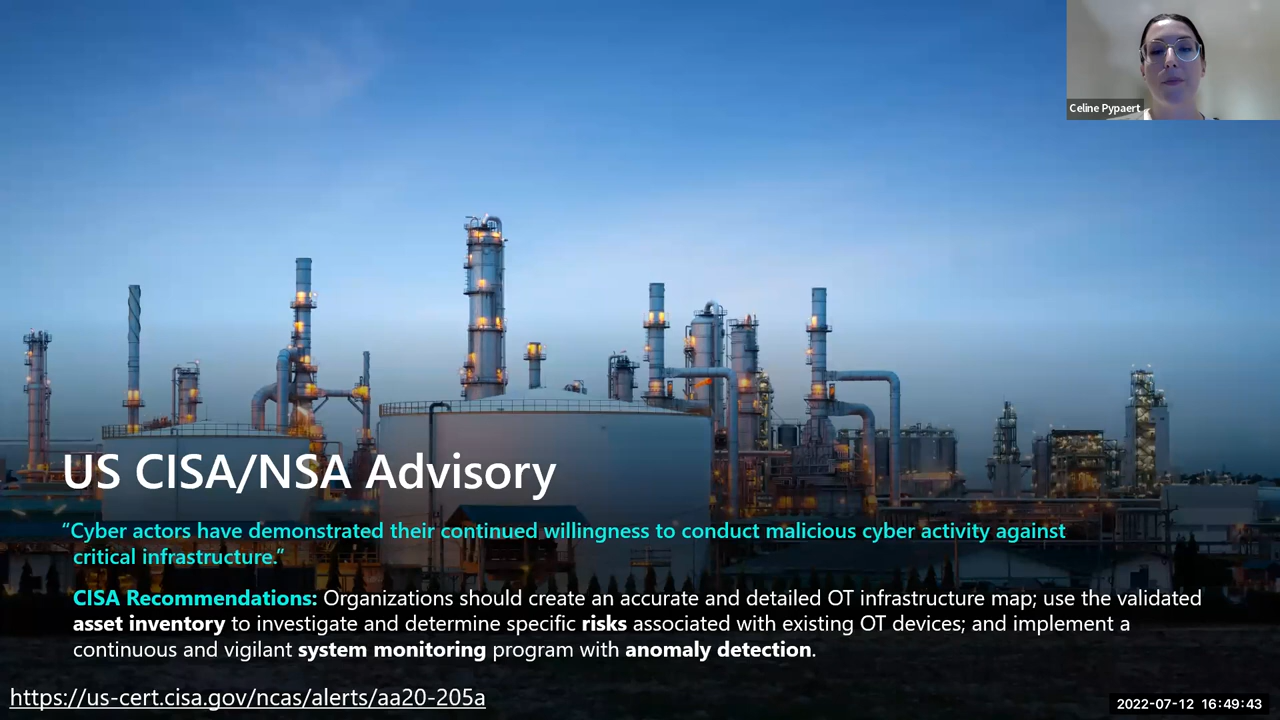 Celine Pypaert
US CISA/NSA Advisory
“Cyber actors have demonstrated their continued willingness to conduct malicious cyber activity against
critical infrastructure.”
CISA Recommendations: Organizations should create an accurate and detailed OT infrastructure map; use the validated
asset inventory to investigate and determine specific risks associated with existing OT devices; and implement a
continuous and vigilant system monitoring program with anomaly detection.
https://us-cert.cisa.gov/ncas/alerts/aa20-205a
2022-07-12 16:49:43